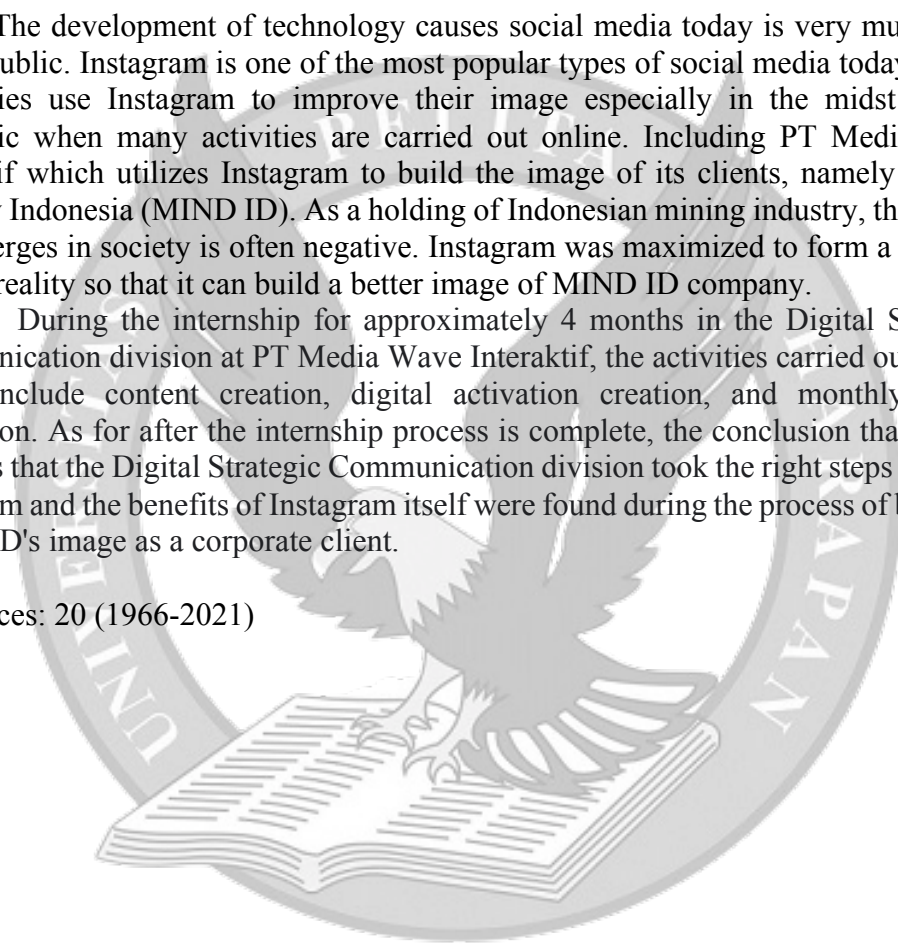 The development of technology causes social media today is very mu
ublic. Instagram is one of the most popular types of social media today
ies use Instagram to improve their image especially in the midst
ic when many activities are carried out online. Including PT Medi
if which utilizes Instagram to build the image of its clients, namely
y Indonesia (MIND ID). As a holding of Indonesian mining industry, th
erges in society is often negative. Instagram was maximized to form a
reality so that it can build a better image of MIND ID company.
During the internship for approximately 4 months in the Digital S
nication division at PT Media Wave Interaktif, the activities carried ou
nclude content creation, digital activation creation, and monthly
on. As for after the internship process is complete, the conclusion tha
s that the Digital Strategic Communication division took the right steps
m and the benefits of Instagram itself were found during the process of b
D's image as a corporate client.
ces: 20 (1966-2021)
UNIVERSITAS PELITA HARAPAN